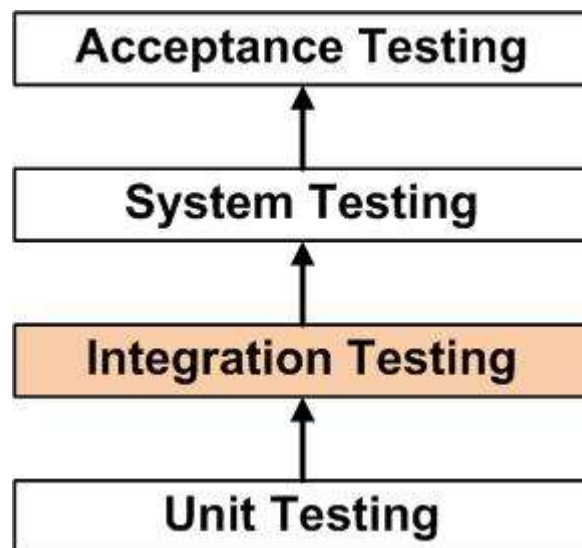 Acceptance Testing
System Testing
Integration Testing
Unit Testing